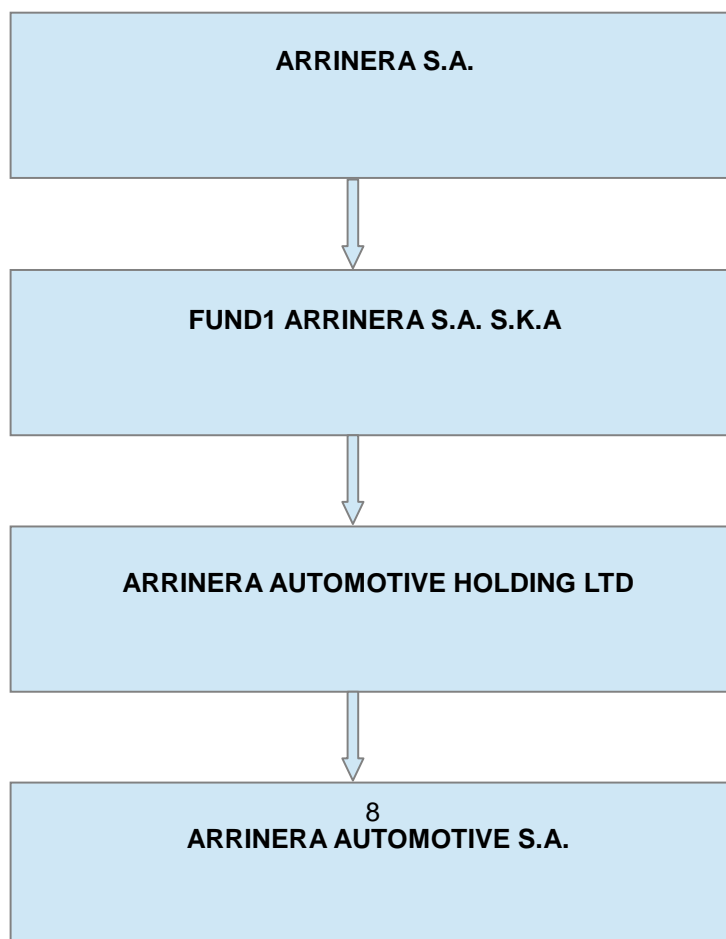 ARRINERA S.A.
FUND1 ARRINERA S.A. S.K.A
ARRINERA AUTOMOTIVE HOLDING LTD
8
ARRINERA AUTOMOTIVE S.A.